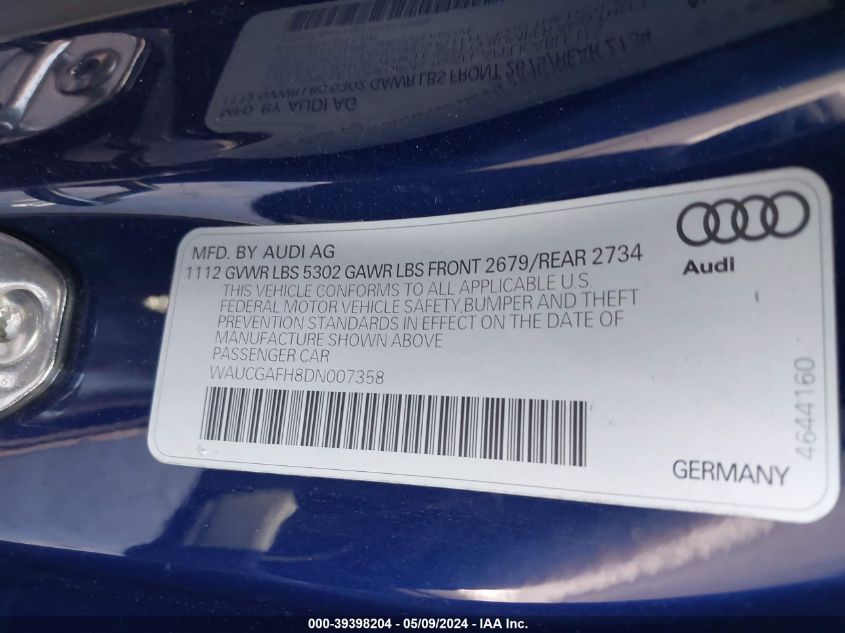 MFD. BY AUDI AG
1112 GVWR LBS 5302 GAWR LBS FRONT 2679/REAR 2734
THIS VEHICLE CONFORMS TO ALL APPLICABLE U.S.
FEDERAL MOTOR VEHICLE SAFETY,BUMPER AND THEFT
PREVENTION STANDARDS IN EFFECT ON THE DATE OF
MANUFACTURE SHOWN ABOVE
PASSENGER CAR
WAUCGAFH8DN007358
Audi
4644160
GERMANY
000-39398204 - 05/09/2024 - IAAI, Inc.